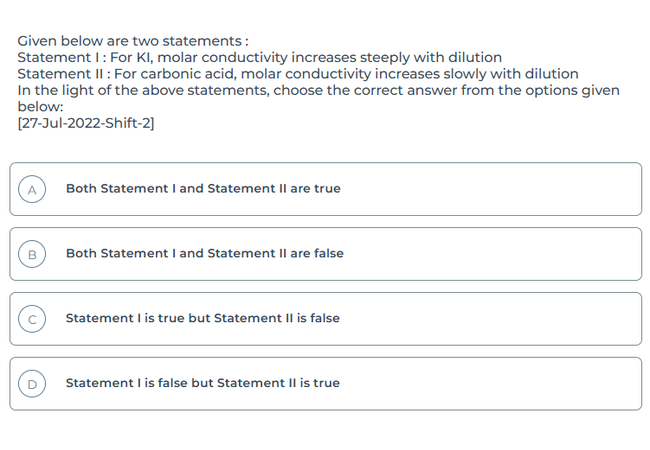 Given below are two statements :
Statement I : For KI, molar conductivity increases steeply with dilution
Statement II : For carbonic acid, molar conductivity increases slowly with dilution
In the light of the above statements, choose the correct answer from the options given
below:
[27-Jul-2022-Shift-2]
A Both Statement I and Statement II are true
B Both Statement I and Statement II are false
C Statement I is true but Statement II is false
D Statement I is false but Statement II is true